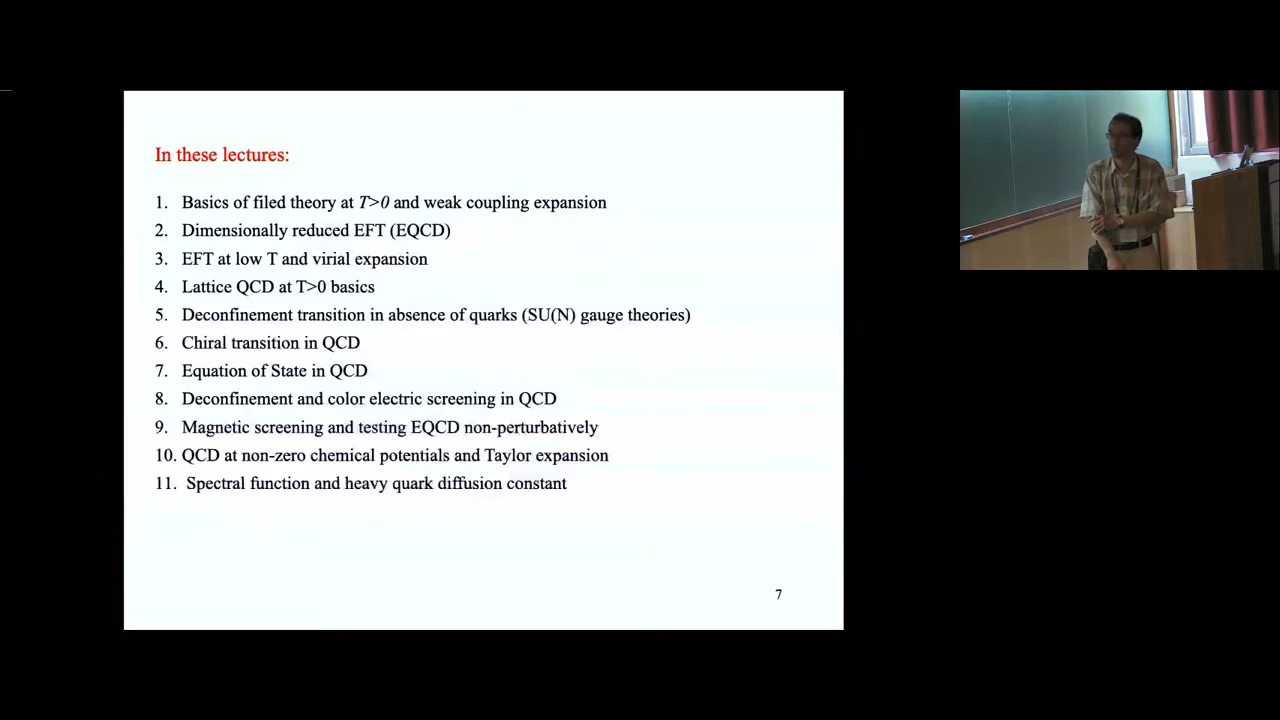 In these lectures:
1. Basics of filed theory at T>0 and weak coupling expansion
2. Dimensionally reduced EFT (EQCD)
3. EFT at low T and virial expansion
4. Lattice QCD at T>0 basics
5. Deconfinement transition in absence of quarks (SU(N) gauge theories)
6. Chiral transition in QCD
7. Equation of State in QCD
8. Deconfinement and color electric screening in QCD
9. Magnetic screening and testing EQCD non-perturbatively
10. QCD at non-zero chemical potentials and Taylor expansion
11. Spectral function and heavy quark diffusion constant
7